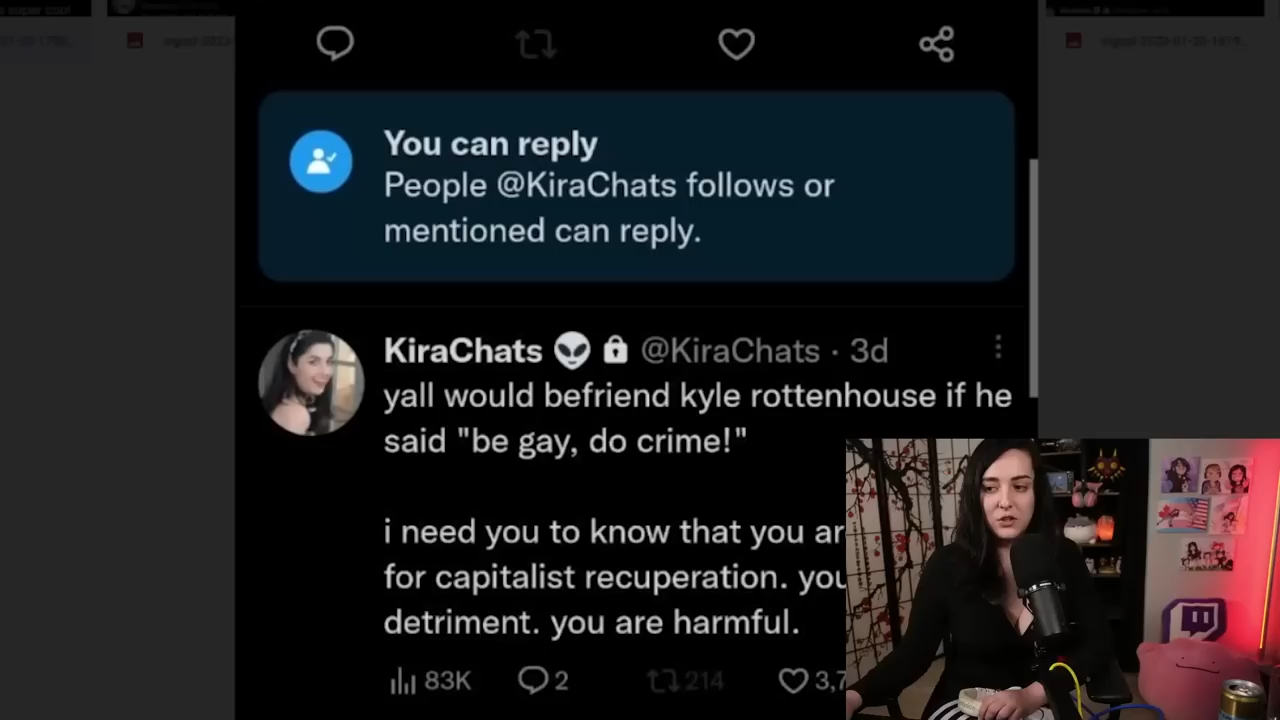 You can reply
People @KiraChats follows or
mentioned can reply.
KiraChats @KiraChats · 3d
yall would befriend kyle rottenhouse if he
said "be gay, do crime!"
i need you to know that you ar
for capitalist recuperation. you
detriment. you are harmful.
83K 2 214 3,7